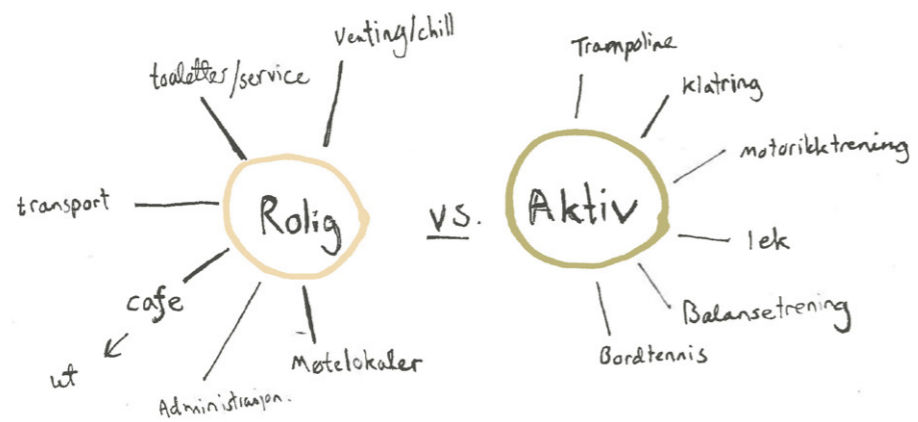 Venting/chill
toaletter/service
transport
Rolig
cafe
ut
Administrasjon.
Møtelokaler
vs.
Trampoline
Klatring
motorikktrening
Aktiv
lek
Balansetrening
Bordtennis